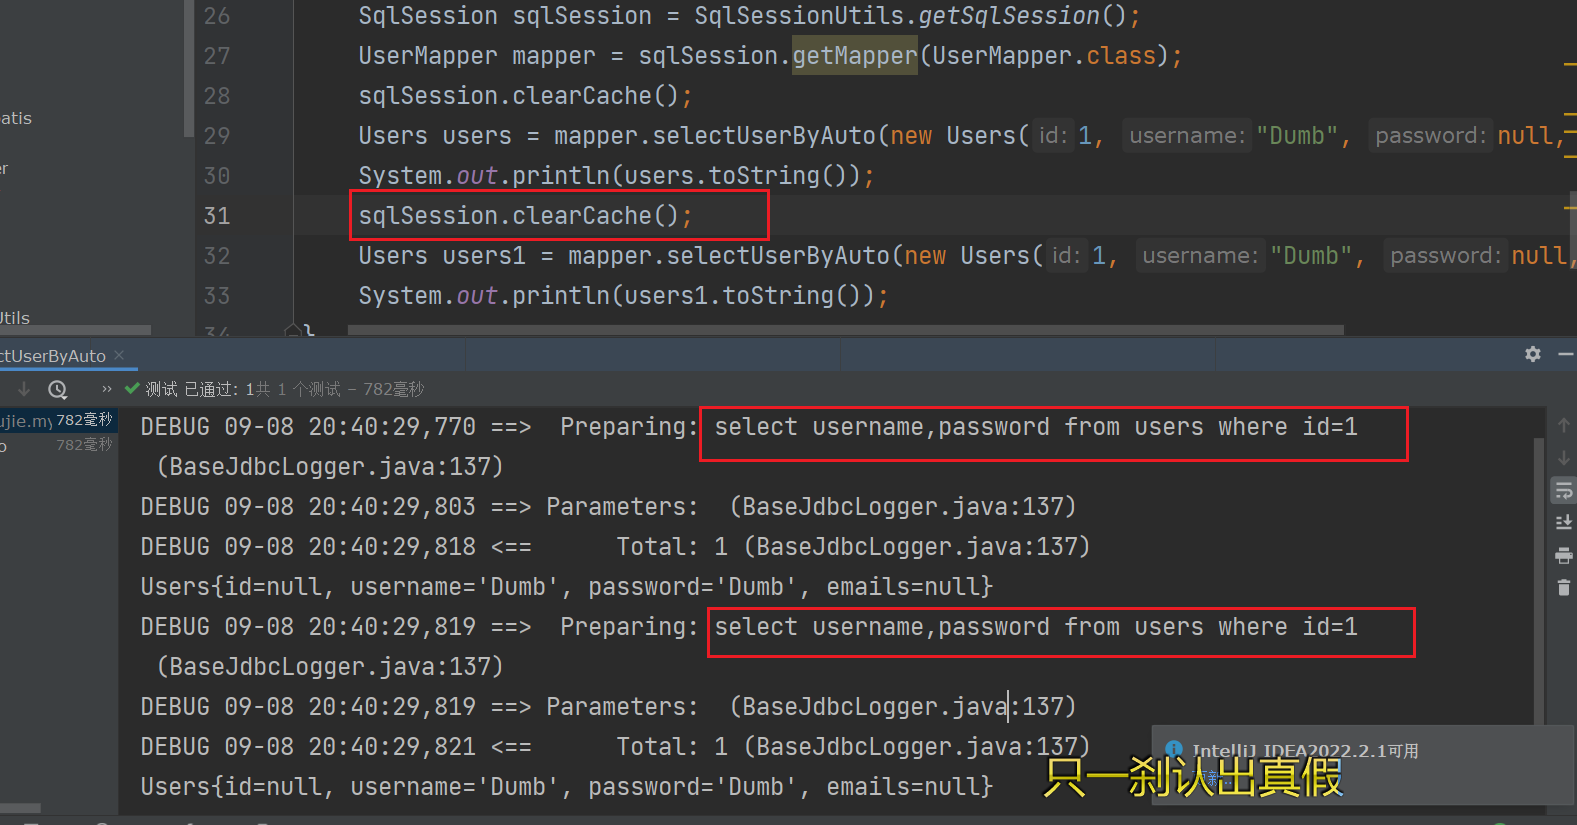 26 SqlSession sqlSession = SqlSessionUtils.getSqlSession();
27 UserMapper mapper = sqlSession.getMapper(UserMapper.class);
28 sqlSession.clearCache();
29 Users users = mapper.selectUserByAuto(new Users( id: 1, username: "Dumb", password: null,
30 System.out.println(users.toString());
31 sqlSession.clearCache();
32 Users users1 = mapper.selectUserByAuto(new Users( id: 1, username: "Dumb", password: null,
33 System.out.println(users1.toString());
34 }
atis
er
Utils
ctUserByAuto ×
» 测试 已通过: 1共 1 个测试 – 782毫秒
ujie.my 782毫秒
o 782毫秒
DEBUG 09-08 20:40:29,770 ==>  Preparing: select username,password from users where id=1
(BaseJdbcLogger.java:137)
DEBUG 09-08 20:40:29,803 ==> Parameters:  (BaseJdbcLogger.java:137)
DEBUG 09-08 20:40:29,818 <==      Total: 1 (BaseJdbcLogger.java:137)
Users{id=null, username='Dumb', password='Dumb', emails=null}
DEBUG 09-08 20:40:29,819 ==>  Preparing: select username,password from users where id=1
(BaseJdbcLogger.java:137)
DEBUG 09-08 20:40:29,819 ==> Parameters:  (BaseJdbcLogger.java:137)
DEBUG 09-08 20:40:29,821 <==      Total: 1 (BaseJdbcLogger.java:137)
Users{id=null, username='Dumb', password='Dumb', emails=null}
IntelliJ IDEA2022.2.1可用
只一刹认出真假